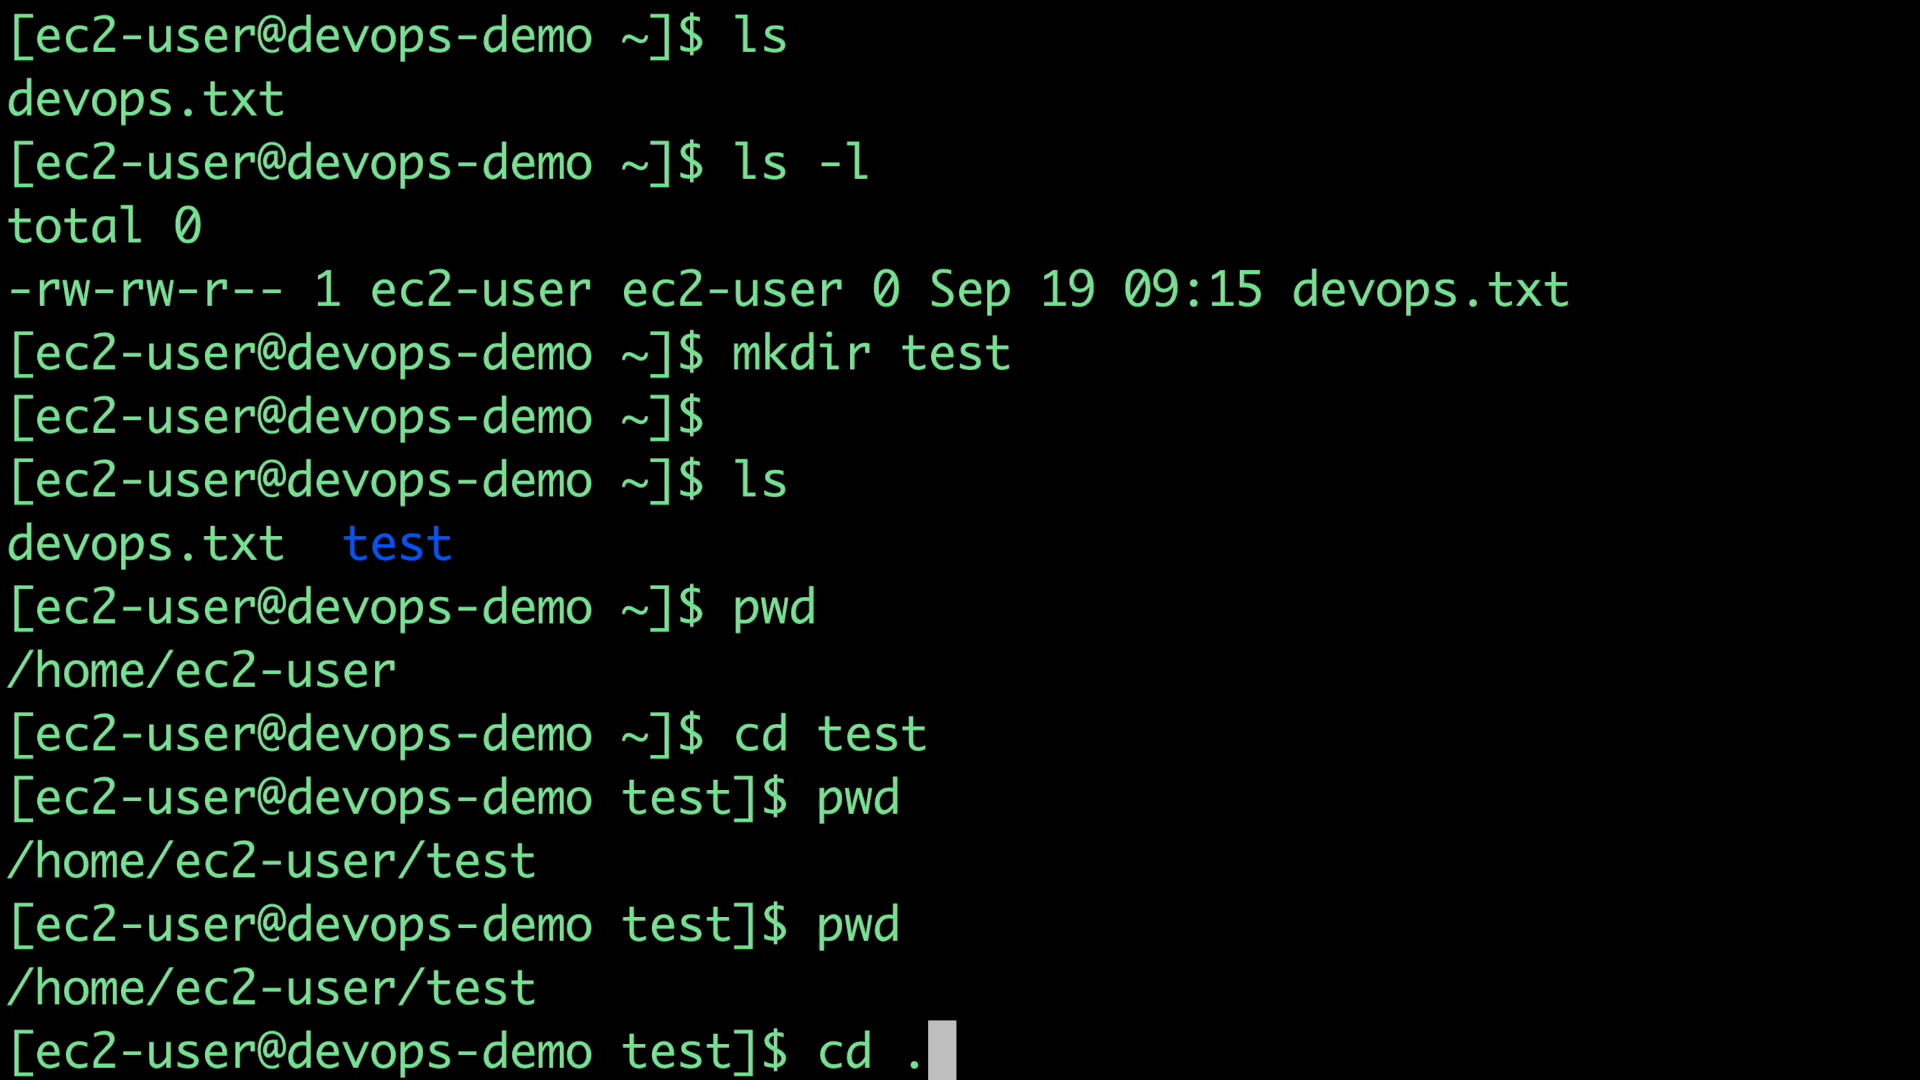 [ec2-user@devops-demo ~]$ ls
devops.txt
[ec2-user@devops-demo ~]$ ls -l
total 0
-rw-rw-r-- 1 ec2-user ec2-user 0 Sep 19 09:15 devops.txt
[ec2-user@devops-demo ~]$ mkdir test
[ec2-user@devops-demo ~]$
[ec2-user@devops-demo ~]$ ls
devops.txt  test
[ec2-user@devops-demo ~]$ pwd
/home/ec2-user
[ec2-user@devops-demo ~]$ cd test
[ec2-user@devops-demo test]$ pwd
/home/ec2-user/test
[ec2-user@devops-demo test]$ pwd
/home/ec2-user/test
[ec2-user@devops-demo test]$ cd .